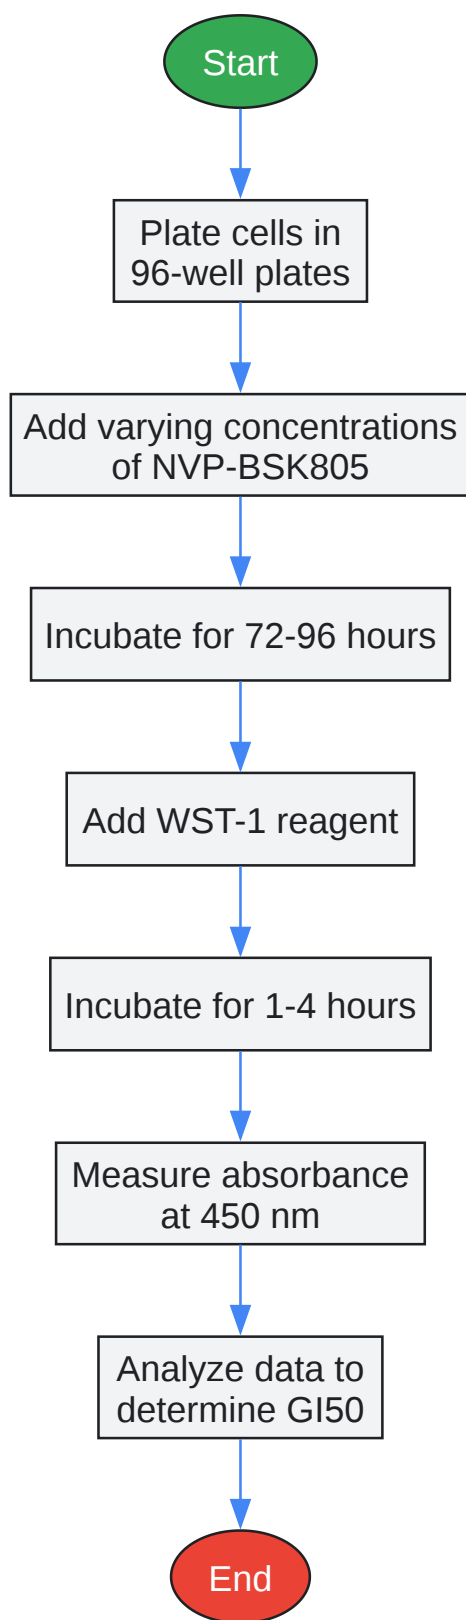 Start
Plate cells in
96-well plates
Add varying concentrations
of NVP-BSK805
Incubate for 72-96 hours
Add WST-1 reagent
Incubate for 1-4 hours
Measure absorbance
at 450 nm
Analyze data to
determine GI50
End